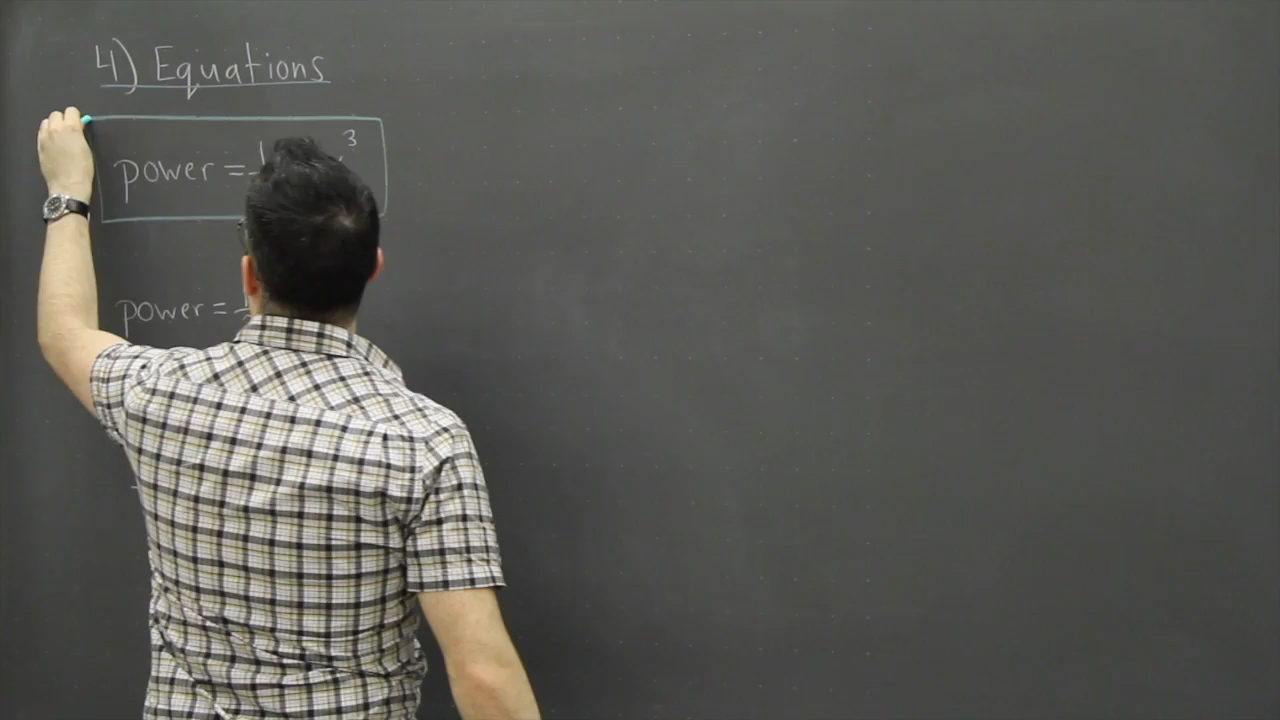 4) Equations
power = 3
power =